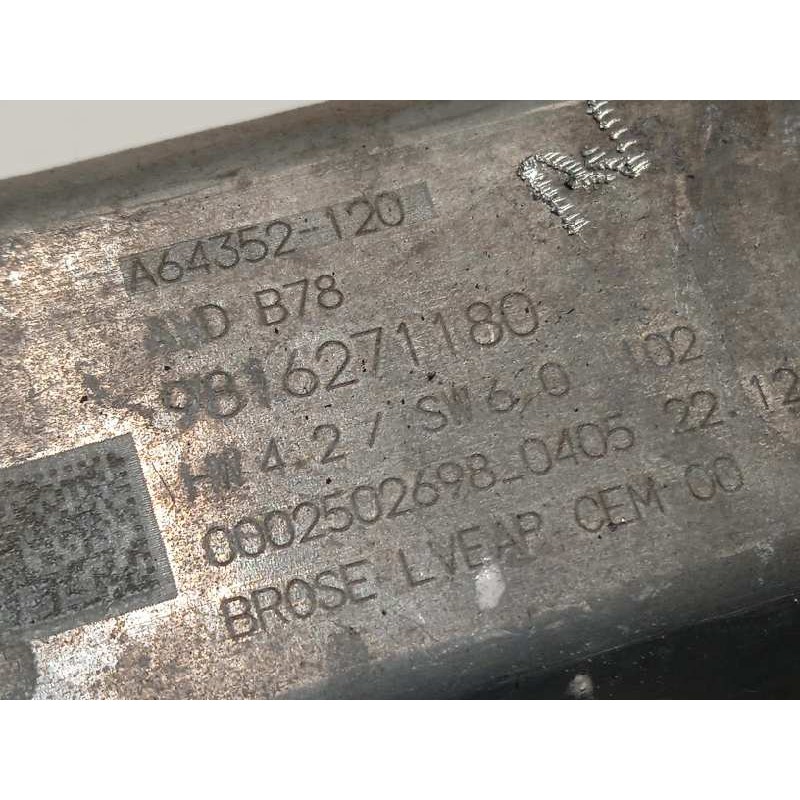 A64352-120
AWD B78
9816271180
HW 4.2 / SW 6.0 102
0002502698_0405 22.12
BROSE LVEAP CEM 00